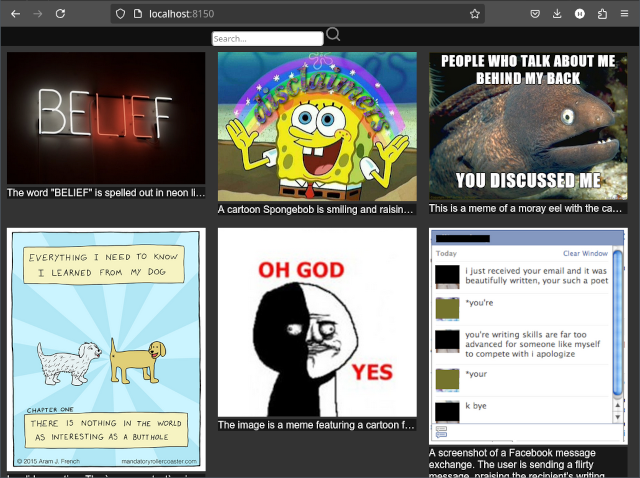 localhost:8150
Search...
BELIEF
The word "BELIEF" is spelled out in neon li...
disclaimers
A cartoon Spongebob is smiling and raisin...
PEOPLE WHO TALK ABOUT ME
BEHIND MY BACK
YOU DISCUSSED ME
This is a meme of a moray eel with the ca...
EVERYTHING I NEED TO KNOW
I LEARNED FROM MY DOG
CHAPTER ONE
THERE IS NOTHING IN THE WORLD
AS INTERESTING AS A BUTTHOLE
© 2015 Aram J. French
mandatoryrollercoaster.com
OH GOD
YES
The image is a meme featuring a cartoon f...
Today
Clear Window
i just received your email and it was
beautifully written, your such a poet
*you're
you're writing skills are far too
advanced for someone like myself
to compete with i apologize
*your
k bye
A screenshot of a Facebook message
exchange. The user is sending a flirty
message, praising the recipient's writing